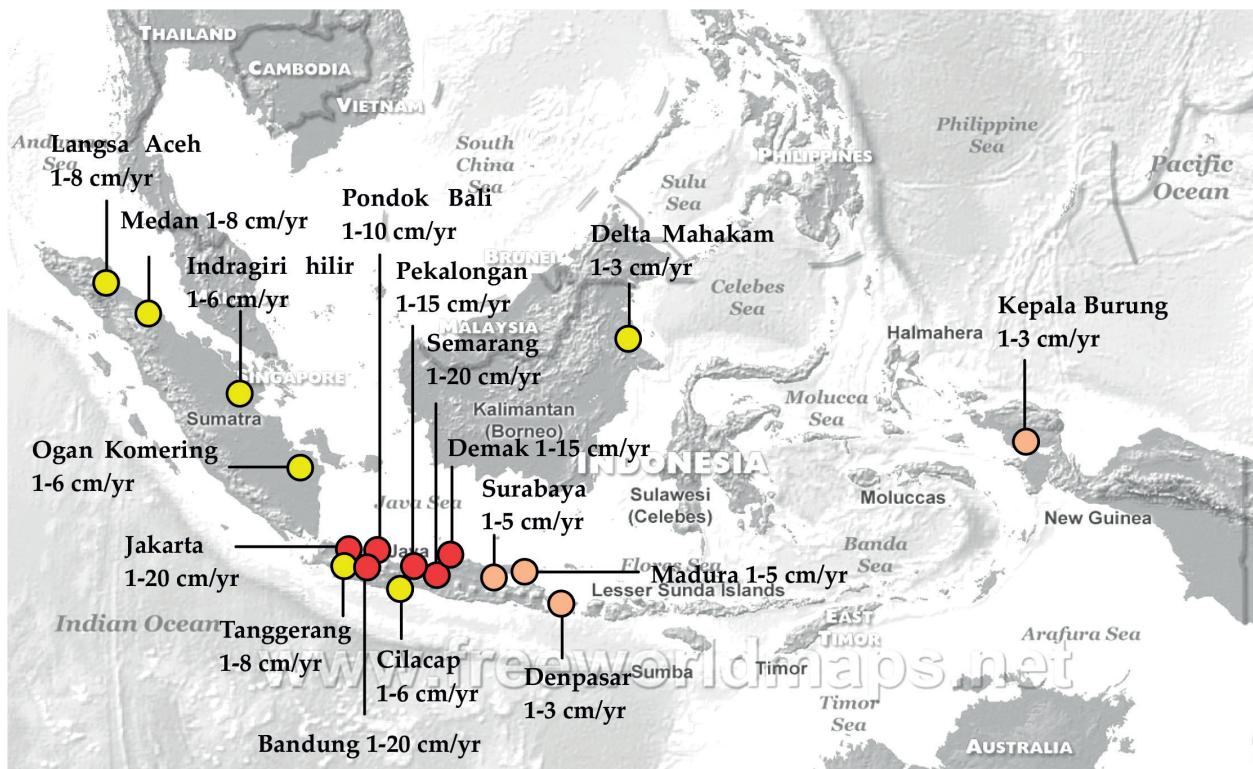 THAILAND
CAMBODIA
VIETNAM
Andaman
Sea
Langsa Aceh
1-8 cm/yr
South
China
Sea
Philippine
Sea
Pacific
Ocean
PHILIPPINES
Sulu
Sea
Medan 1-8 cm/yr
Pondok Bali
1-10 cm/yr
Delta Mahakam
1-3 cm/yr
BRUNEI
Indragiri hilir
1-6 cm/yr
Pekalongan
1-15 cm/yr
Celebes
Sea
Kepala Burung
1-3 cm/yr
MALAYSIA
Halmahera
Semarang
1-20 cm/yr
SINGAPORE
Sumatra
Kalimantan
(Borneo)
Molucca
Sea
Ogan Komering
1-6 cm/yr
Demak 1-15 cm/yr
INDONESIA
Java Sea
Surabaya
1-5 cm/yr
Sulawesi
(Celebes)
Moluccas
New Guinea
Jakarta
1-20 cm/yr
Java
Banda
Sea
Flores Sea
Madura 1-5 cm/yr
Lesser Sunda Islands
Indian Ocean
Tanggerang
1-8 cm/yr
EAST
TIMOR
Arafura Sea
www.freeworldmaps.net
Cilacap
1-6 cm/yr
Denpasar
1-3 cm/yr
Sumba
Timor
Timor
Sea
Bandung 1-20 cm/yr
AUSTRALIA